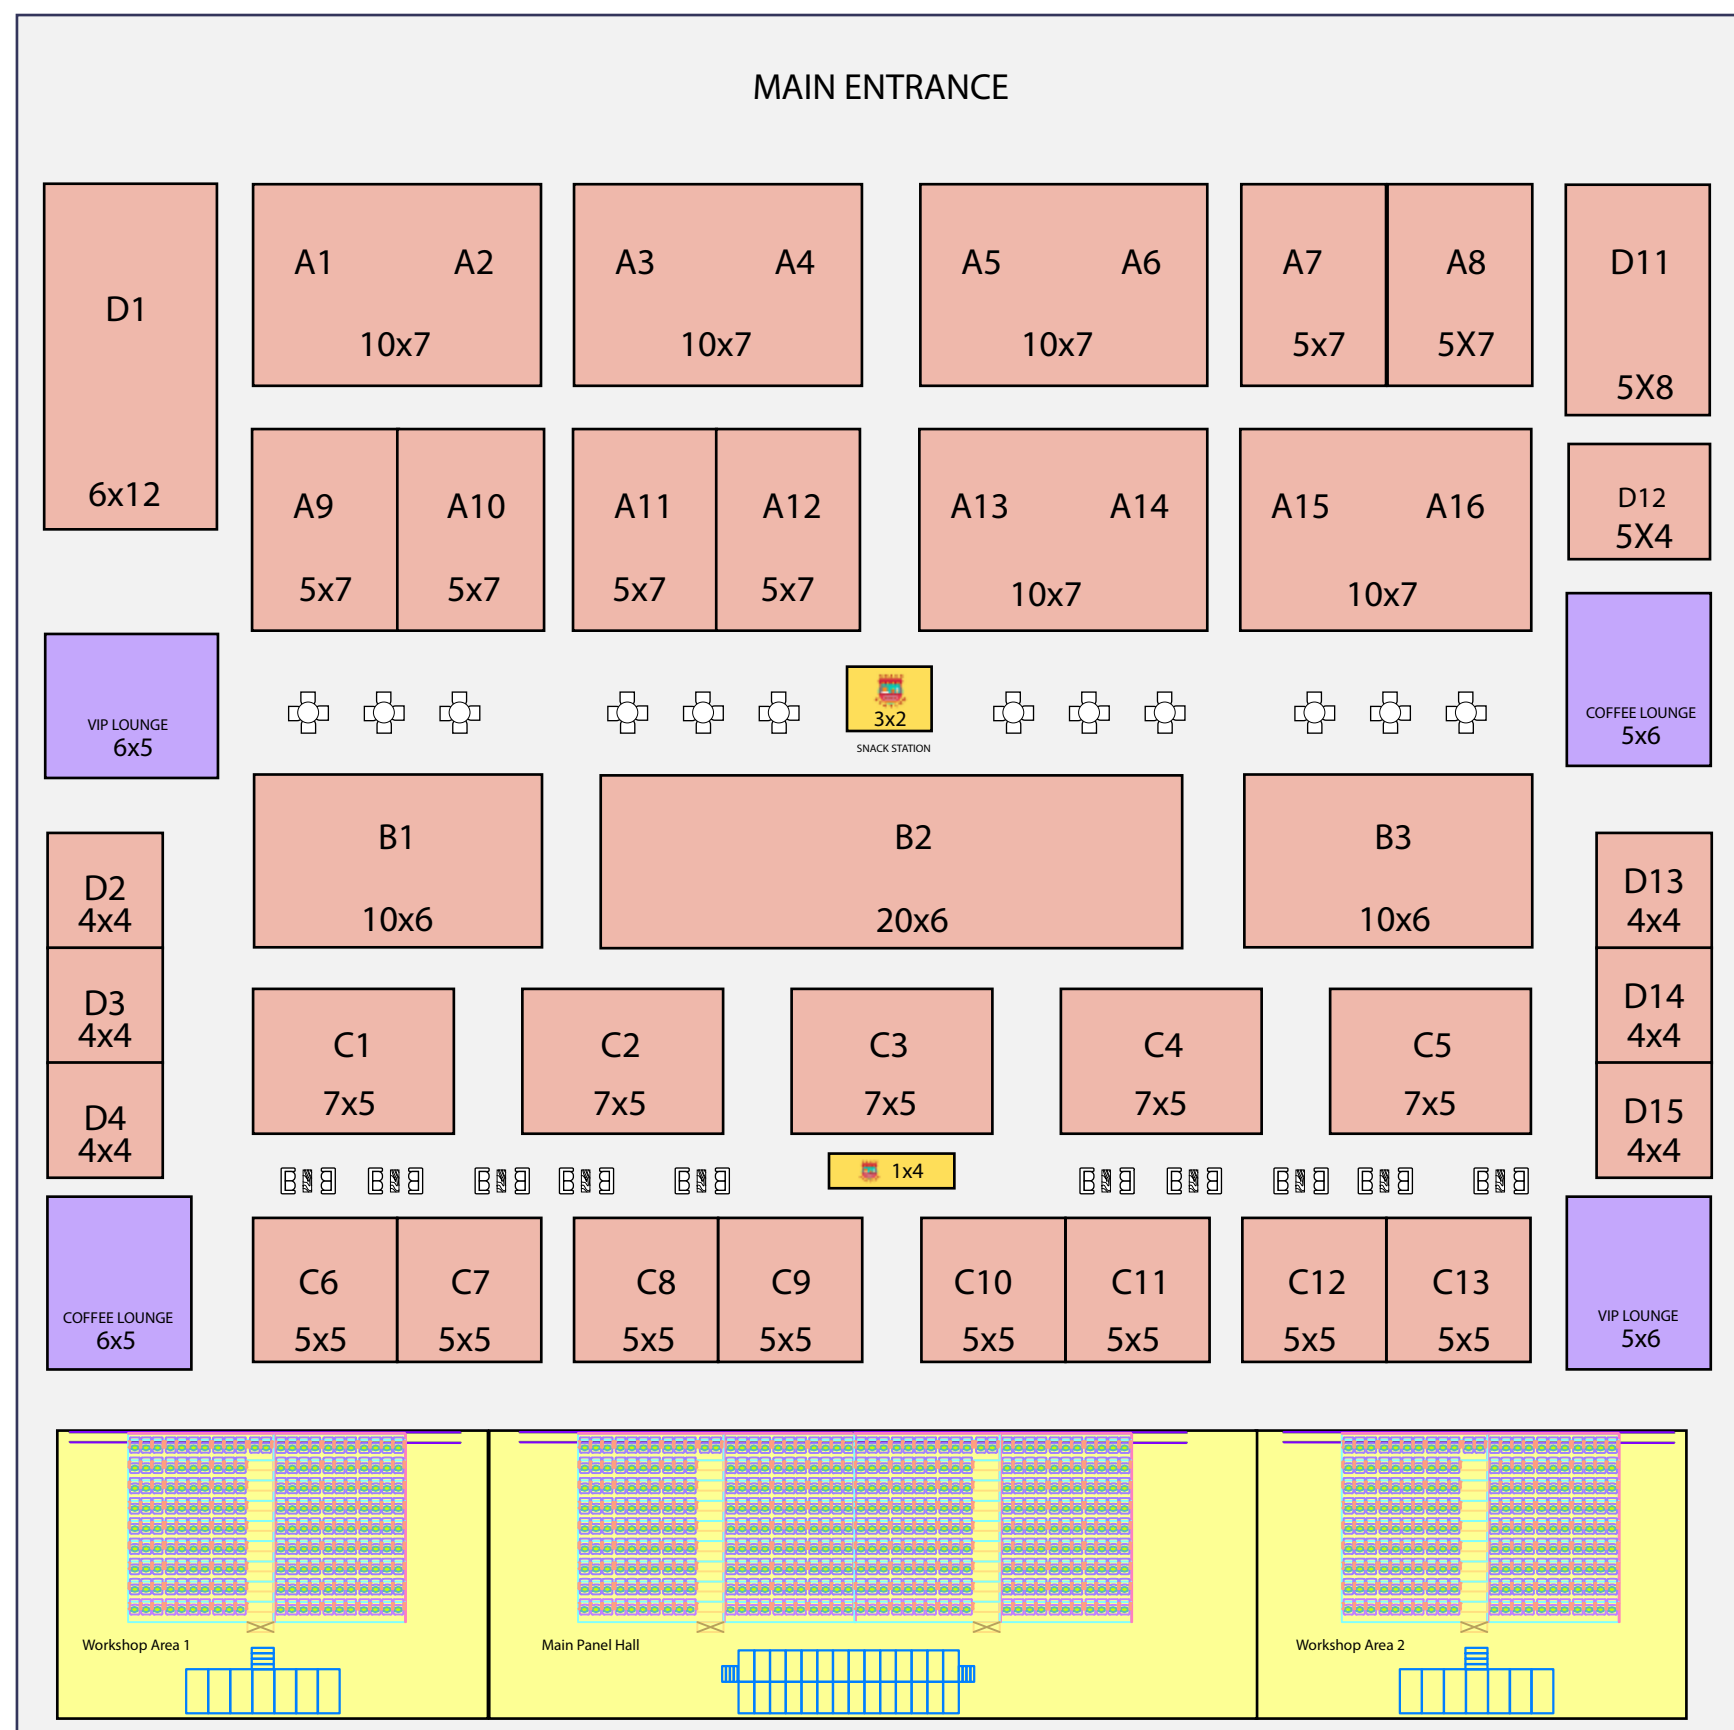 MAIN ENTRANCE
D1
6x12
A1 A2
10x7
A3 A4
10x7
A5 A6
10x7
A7
5x7
A8
5X7
D11
5X8
A9
5x7
A10
5x7
A11
5x7
A12
5x7
A13 A14
10x7
A15 A16
10x7
D12
5X4
VIP LOUNGE
6x5
3x2
SNACK STATION
COFFEE LOUNGE
5x6
B1
10x6
B2
20x6
B3
10x6
D2
4x4
D3
4x4
D4
4x4
D13
4x4
D14
4x4
D15
4x4
C1
7x5
C2
7x5
C3
7x5
C4
7x5
C5
7x5
1x4
COFFEE LOUNGE
6x5
C6
5x5
C7
5x5
C8
5x5
C9
5x5
C10
5x5
C11
5x5
C12
5x5
C13
5x5
VIP LOUNGE
5x6
Workshop Area 1
Main Panel Hall
Workshop Area 2